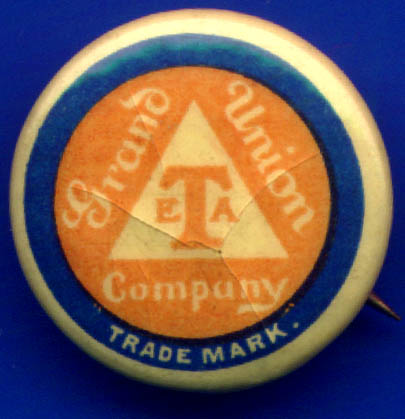 Grand Union
E T A
Company
TRADE MARK.